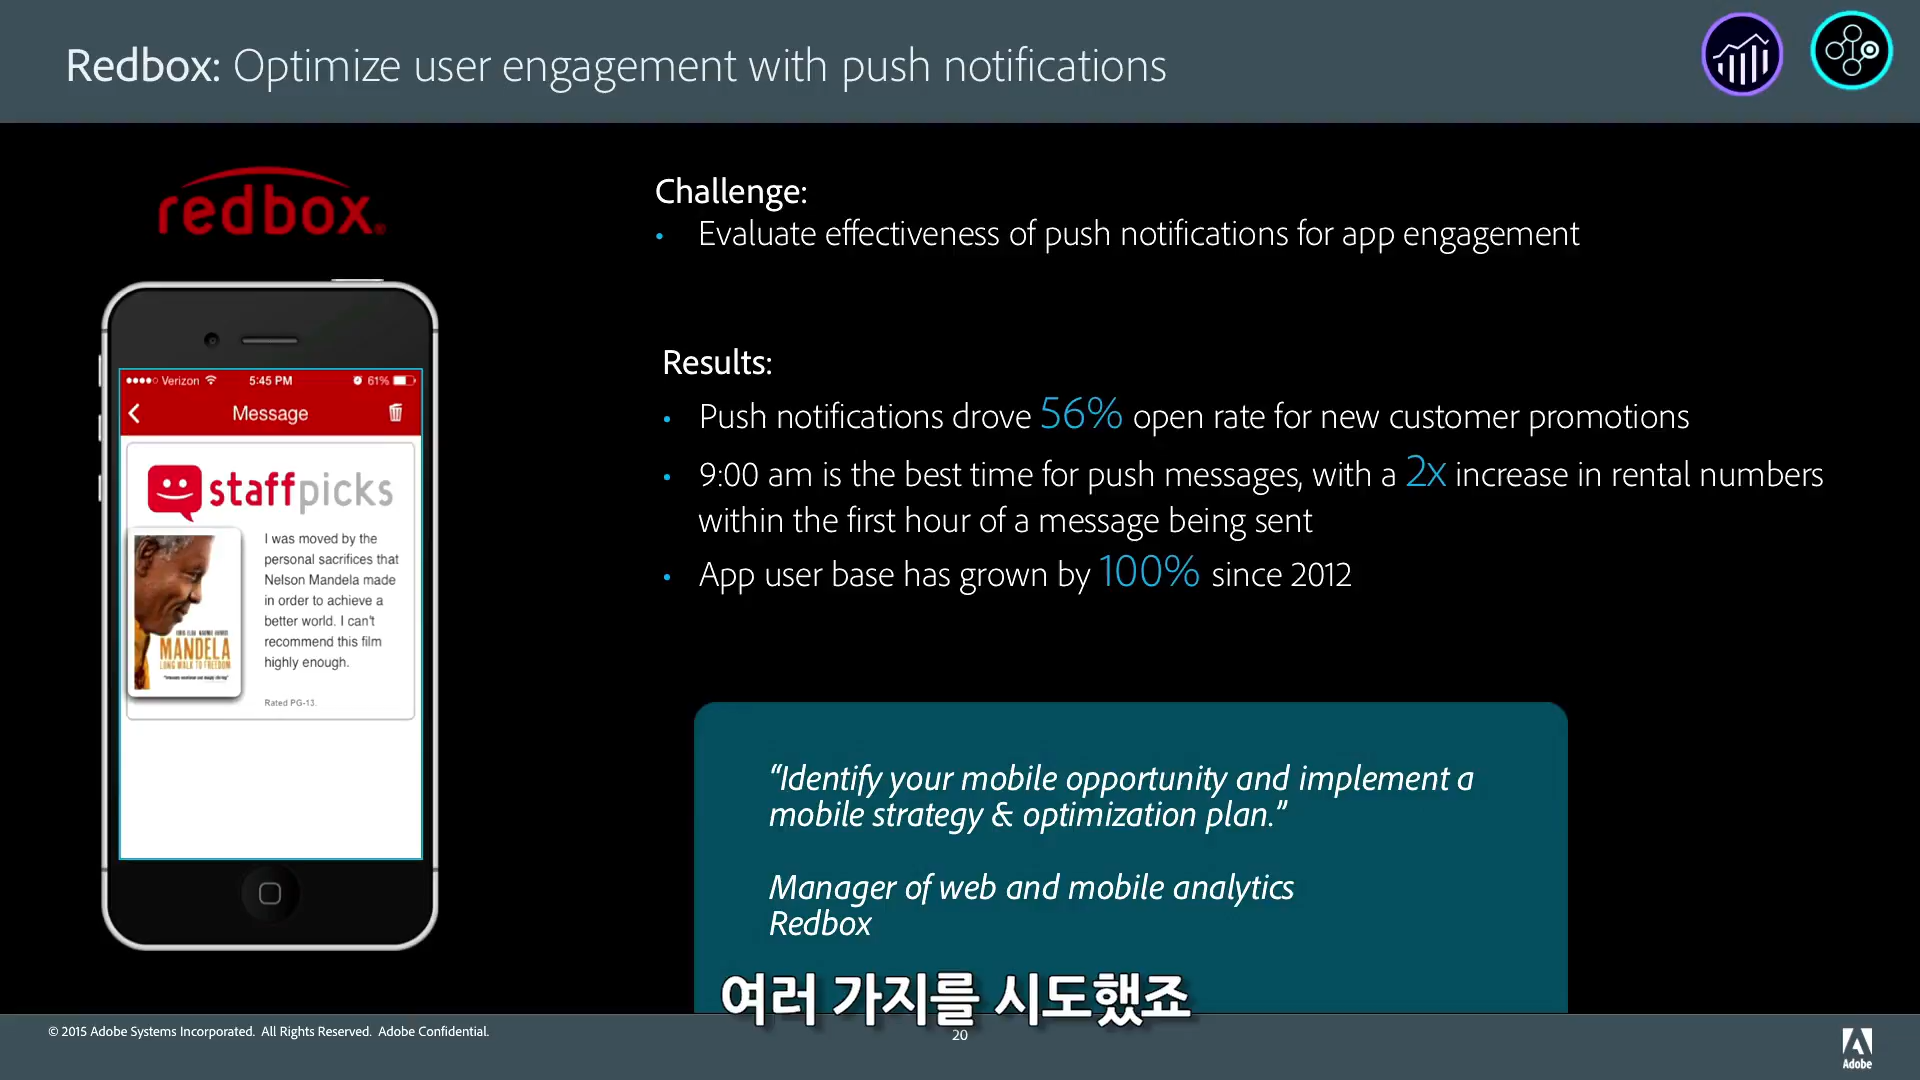 Redbox: Optimize user engagement with push notifications
redbox.
Challenge:
• Evaluate effectiveness of push notifications for app engagement
Results:
• Push notifications drove 56% open rate for new customer promotions
• 9:00 am is the best time for push messages, with a 2x increase in rental numbers
within the first hour of a message being sent
• App user base has grown by 100% since 2012
Verizon 5:45 PM 61%
Message
staffpicks
I was moved by the
personal sacrifices that
Nelson Mandela made
in order to achieve a
better world. I can't
recommend this film
highly enough.
Rated PG-13.
MANDELA
LONG WALK TO FREEDOM
“Identify your mobile opportunity and implement a
mobile strategy & optimization plan.”
Manager of web and mobile analytics
Redbox
여러 가지를 시도했죠
© 2015 Adobe Systems Incorporated. All Rights Reserved. Adobe Confidential.
20
Adobe